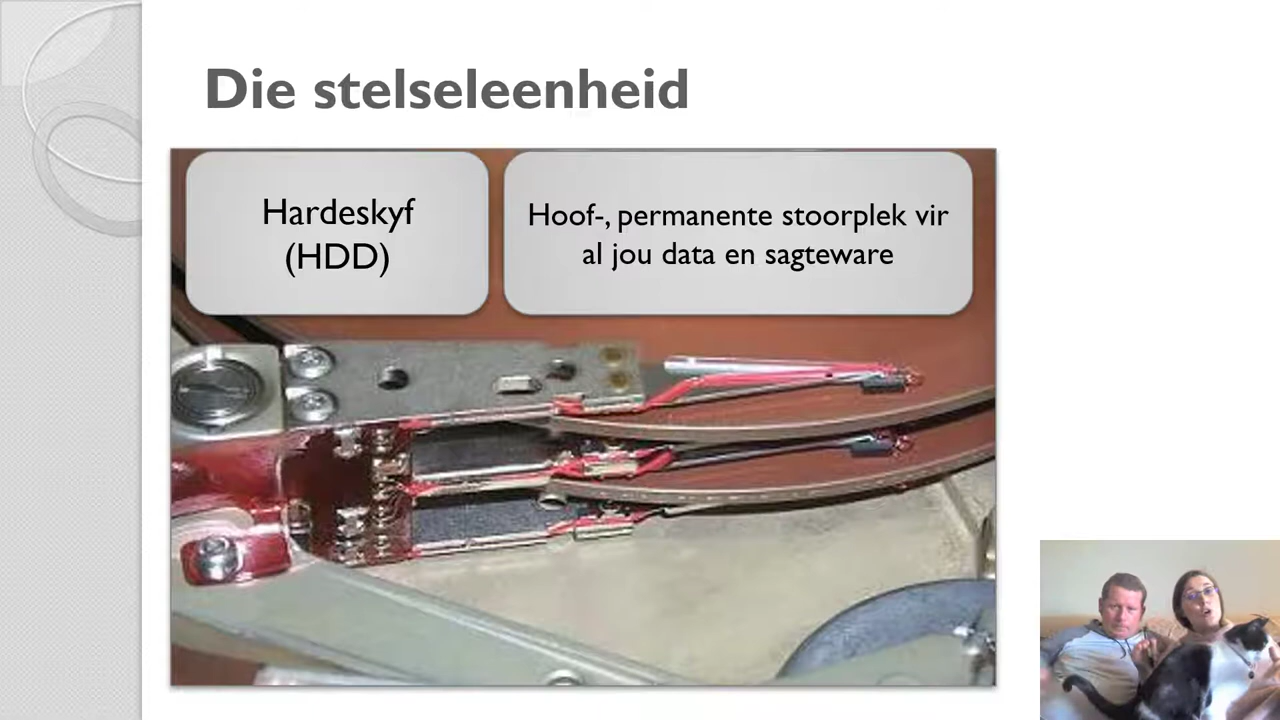 Die stelseleenheid
Hardeskyf
(HDD)
Hoof-, permanente stoorplek vir
al jou data en sagteware